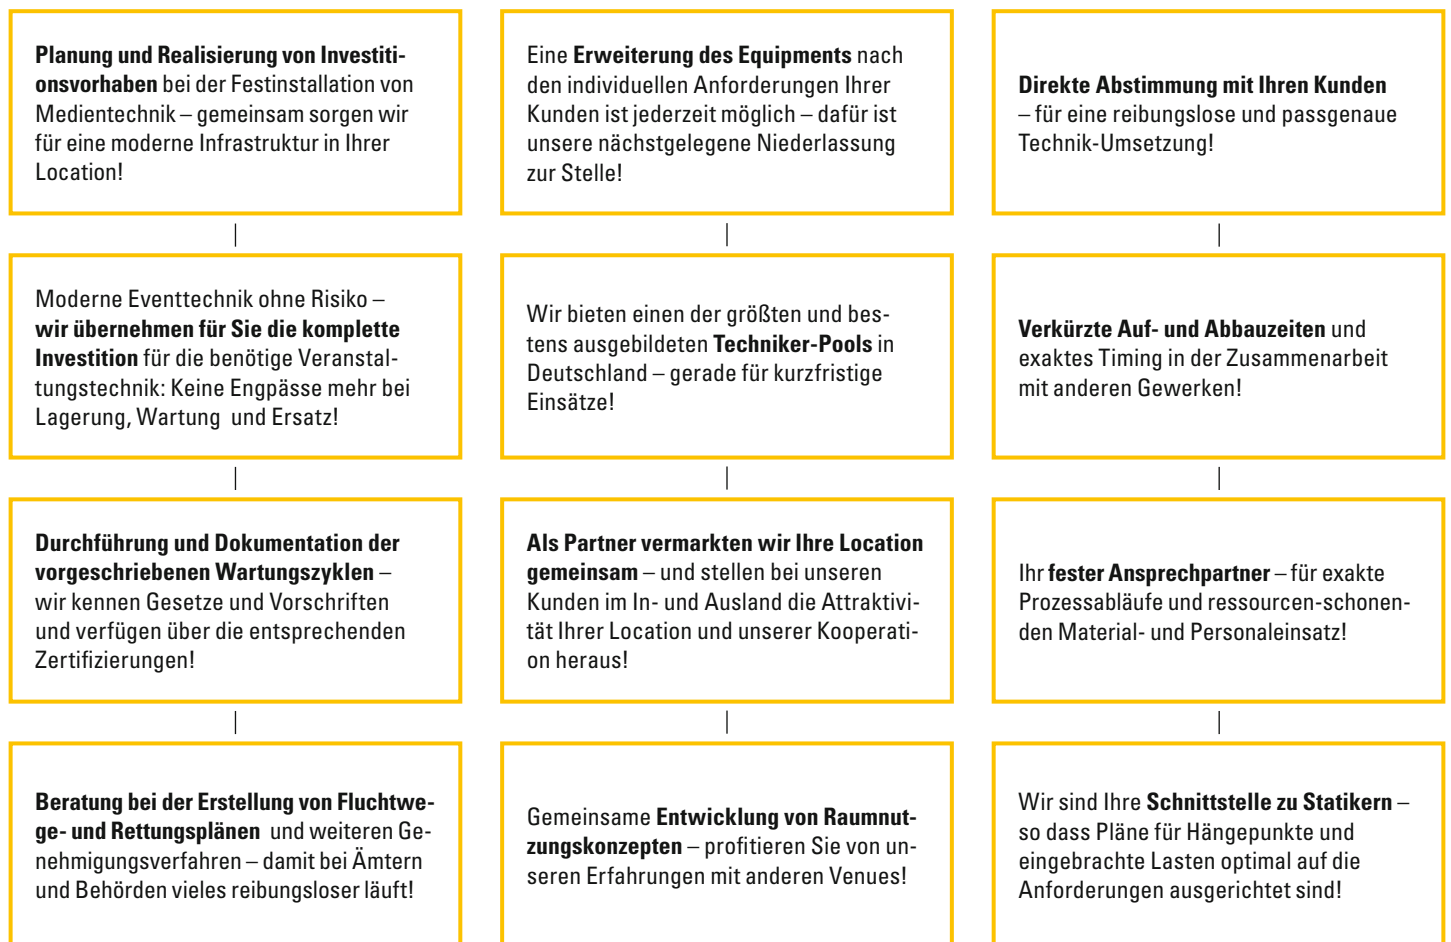 Planung und Realisierung von Investiti-
onsvorhaben bei der Festinstallation von
Medientechnik – gemeinsam sorgen wir
für eine moderne Infrastruktur in Ihrer
Location!
Eine Erweiterung des Equipments nach
den individuellen Anforderungen Ihrer
Kunden ist jederzeit möglich – dafür ist
unsere nächstgelegene Niederlassung
zur Stelle!
Direkte Abstimmung mit Ihren Kunden
– für eine reibungslose und passgenaue
Technik-Umsetzung!
Moderne Eventtechnik ohne Risiko –
wir übernehmen für Sie die komplette
Investition für die benötige Veranstal-
tungstechnik: Keine Engpässe mehr bei
Lagerung, Wartung und Ersatz!
Wir bieten einen der größten und bes-
tens ausgebildeten Techniker-Pools in
Deutschland – gerade für kurzfristige
Einsätze!
Verkürzte Auf- und Abbauzeiten und
exaktes Timing in der Zusammenarbeit
mit anderen Gewerken!
Durchführung und Dokumentation der
vorgeschriebenen Wartungszyklen –
wir kennen Gesetze und Vorschriften
und verfügen über die entsprechenden
Zertifizierungen!
Als Partner vermarkten wir Ihre Location
gemeinsam – und stellen bei unseren
Kunden im In- und Ausland die Attraktivi-
tät Ihrer Location und unserer Kooperati-
on heraus!
Ihr fester Ansprechpartner – für exakte
Prozessabläufe und ressourcen-schonen-
den Material- und Personaleinsatz!
Beratung bei der Erstellung von Fluchtwe-
ge- und Rettungsplänen und weiteren Ge-
nehmigungsverfahren – damit bei Ämtern
und Behörden vieles reibungsloser läuft!
Gemeinsame Entwicklung von Raumnut-
zungskonzepten – profitieren Sie von un-
seren Erfahrungen mit anderen Venues!
Wir sind Ihre Schnittstelle zu Statikern –
so dass Pläne für Hängepunkte und
eingebrachte Lasten optimal auf die
Anforderungen ausgerichtet sind!